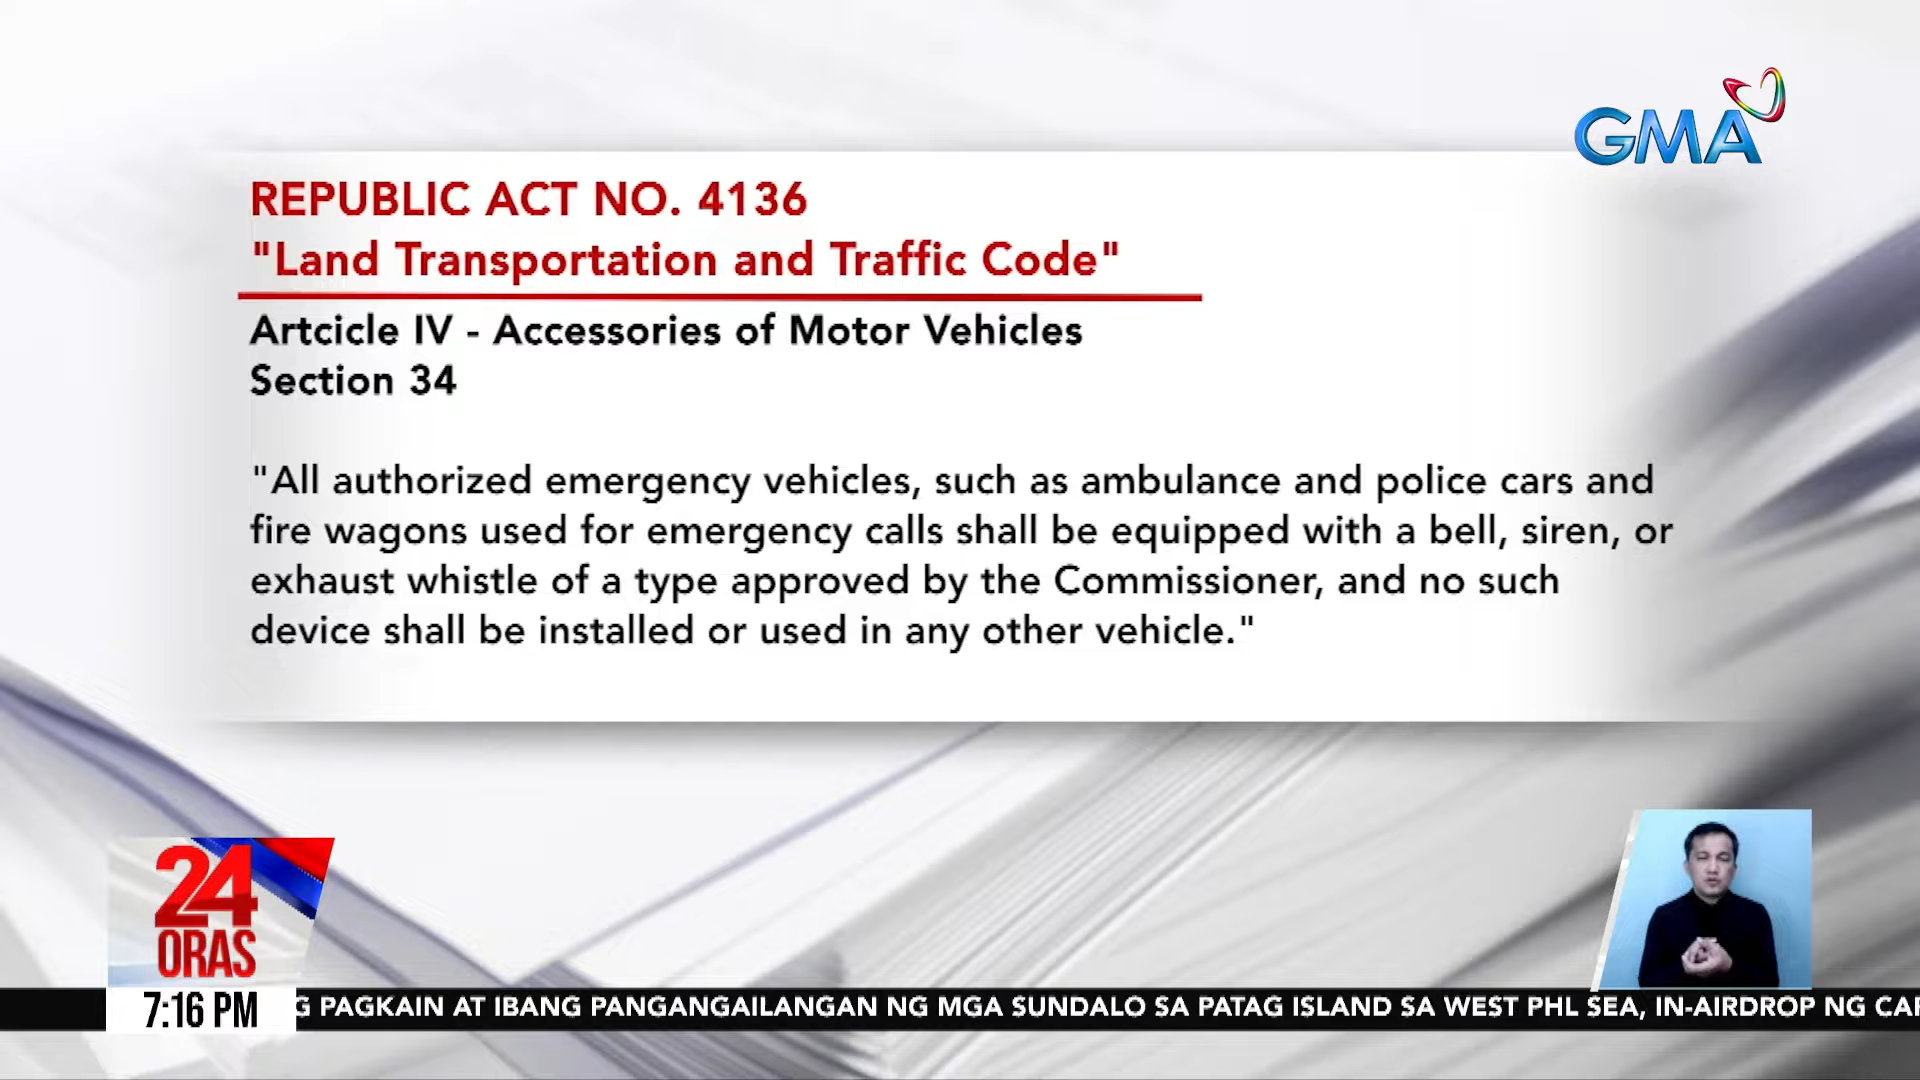 GMA
REPUBLIC ACT NO. 4136
"Land Transportation and Traffic Code"
Artcicle IV - Accessories of Motor Vehicles
Section 34
"All authorized emergency vehicles, such as ambulance and police cars and
fire wagons used for emergency calls shall be equipped with a bell, siren, or
exhaust whistle of a type approved by the Commissioner, and no such
device shall be installed or used in any other vehicle."
24
ORAS
7:16 PM
PAGKAIN AT IBANG PANGANGAILANGAN NG MGA SUNDALO SA PATAG ISLAND SA WEST PHL SEA, IN-AIRDROP NG